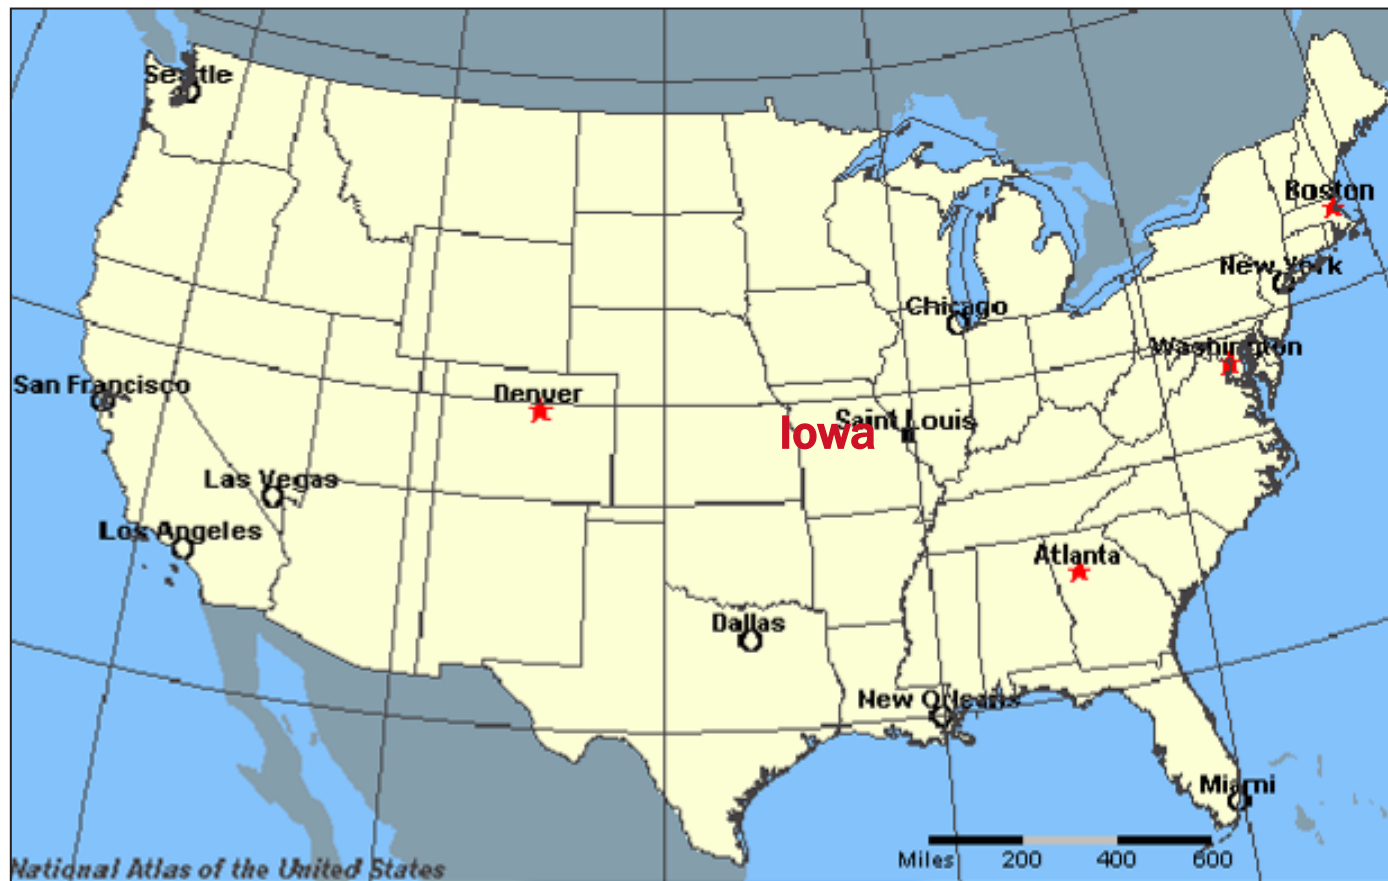 Seattle
Boston
New York
Chicago
Washington
San Francisco
Denver
Saint Louis
Iowa
Las Vegas
Los Angeles
Atlanta
Dallas
New Orleans
Miami
Miles 200 400 600
National Atlas of the United States